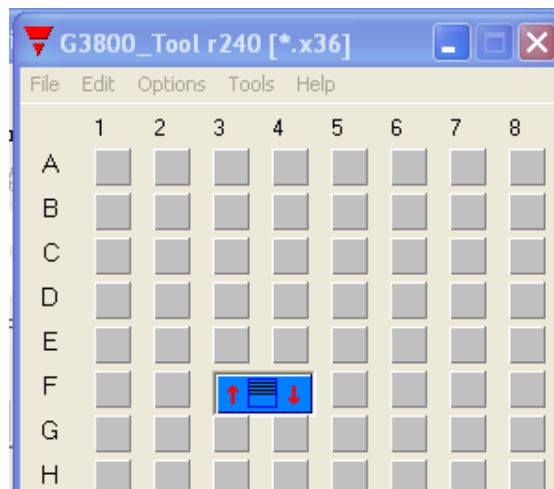 G3800_Tool r240 [*.x36]
File Edit Options Tools Help
1 2 3 4 5 6 7 8
A
B
C
D
E
F
G
H